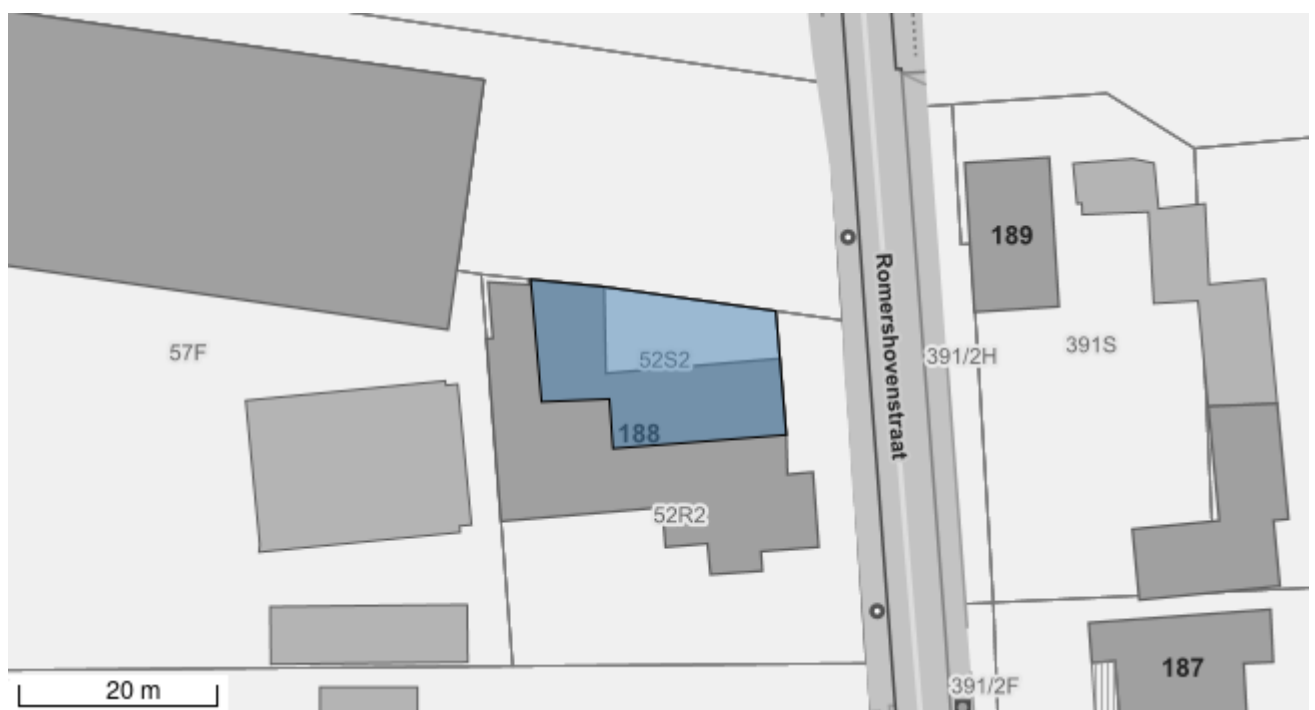 189
Romershovenstraat
57F
52S2
391/2H
391S
188
52R2
391/2F
187
20 m